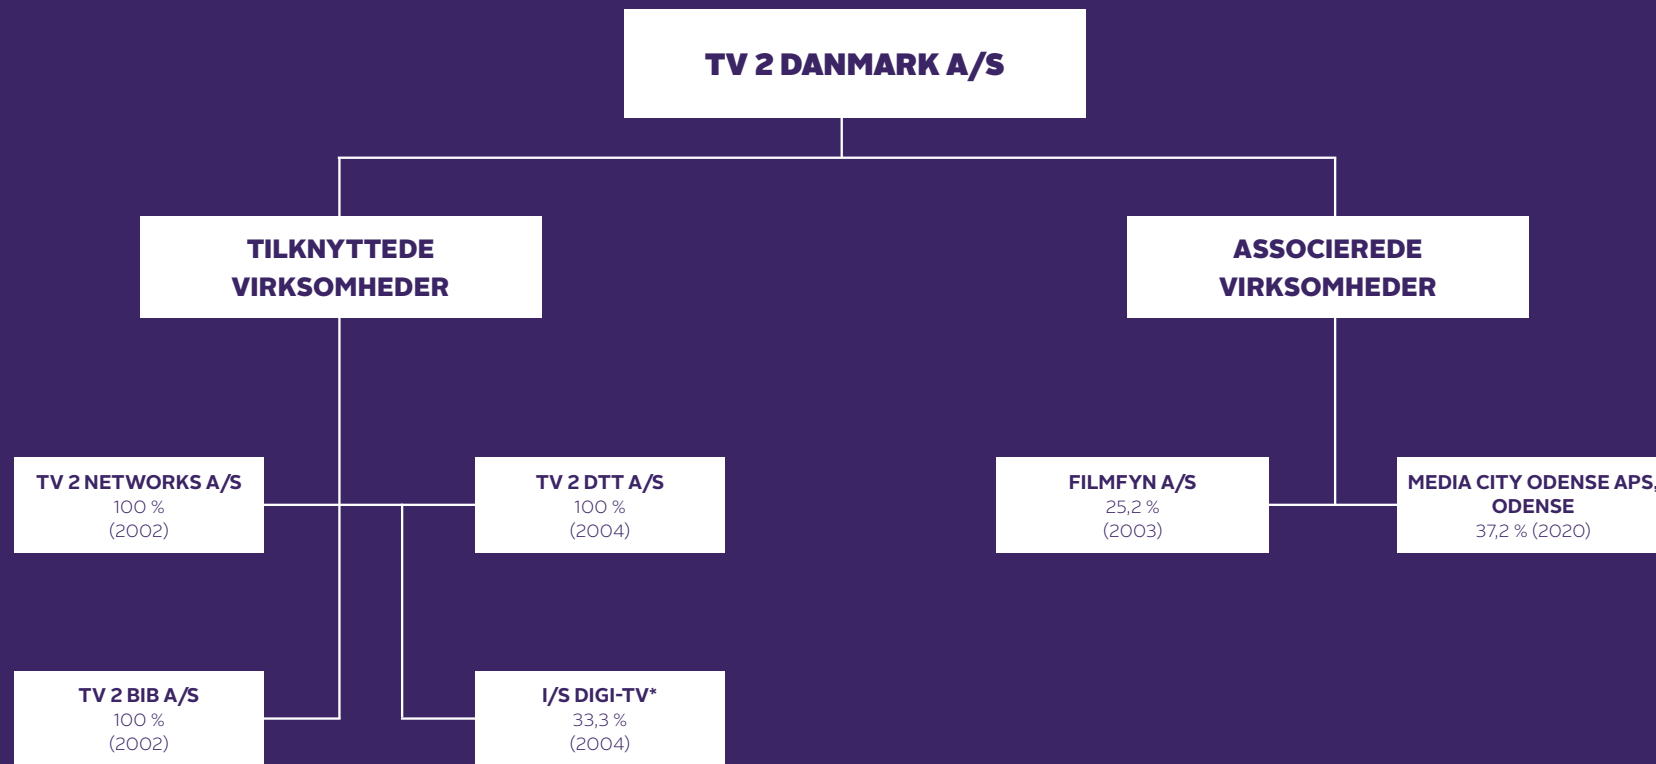 TV 2 DANMARK A/S
TILKNYTTEDE
VIRKSOMHEDER
ASSOCIEREDE
VIRKSOMHEDER
TV 2 NETWORKS A/S
100 %
(2002)
TV 2 DTT A/S
100 %
(2004)
FILMFYN A/S
25,2 %
(2003)
MEDIA CITY ODENSE APS,
ODENSE
37,2 % (2020)
TV 2 BIB A/S
100 %
(2002)
I/S DIGI-TV*
33,3 %
(2004)